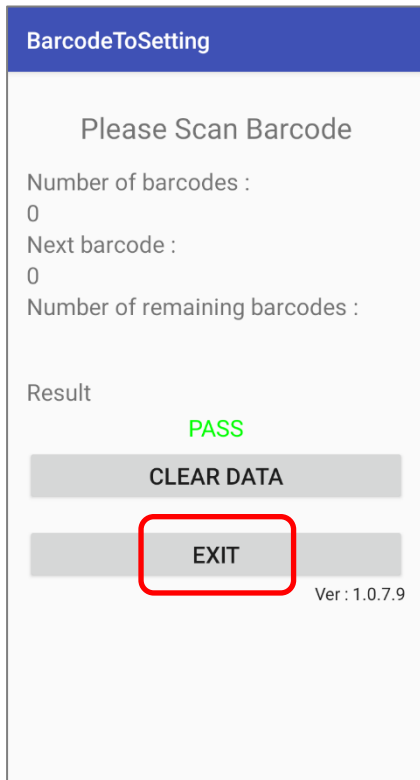 BarcodeToSetting
Please Scan Barcode
Number of barcodes :
0
Next barcode :
0
Number of remaining barcodes :
Result
PASS
CLEAR DATA
EXIT
Ver : 1.0.7.9